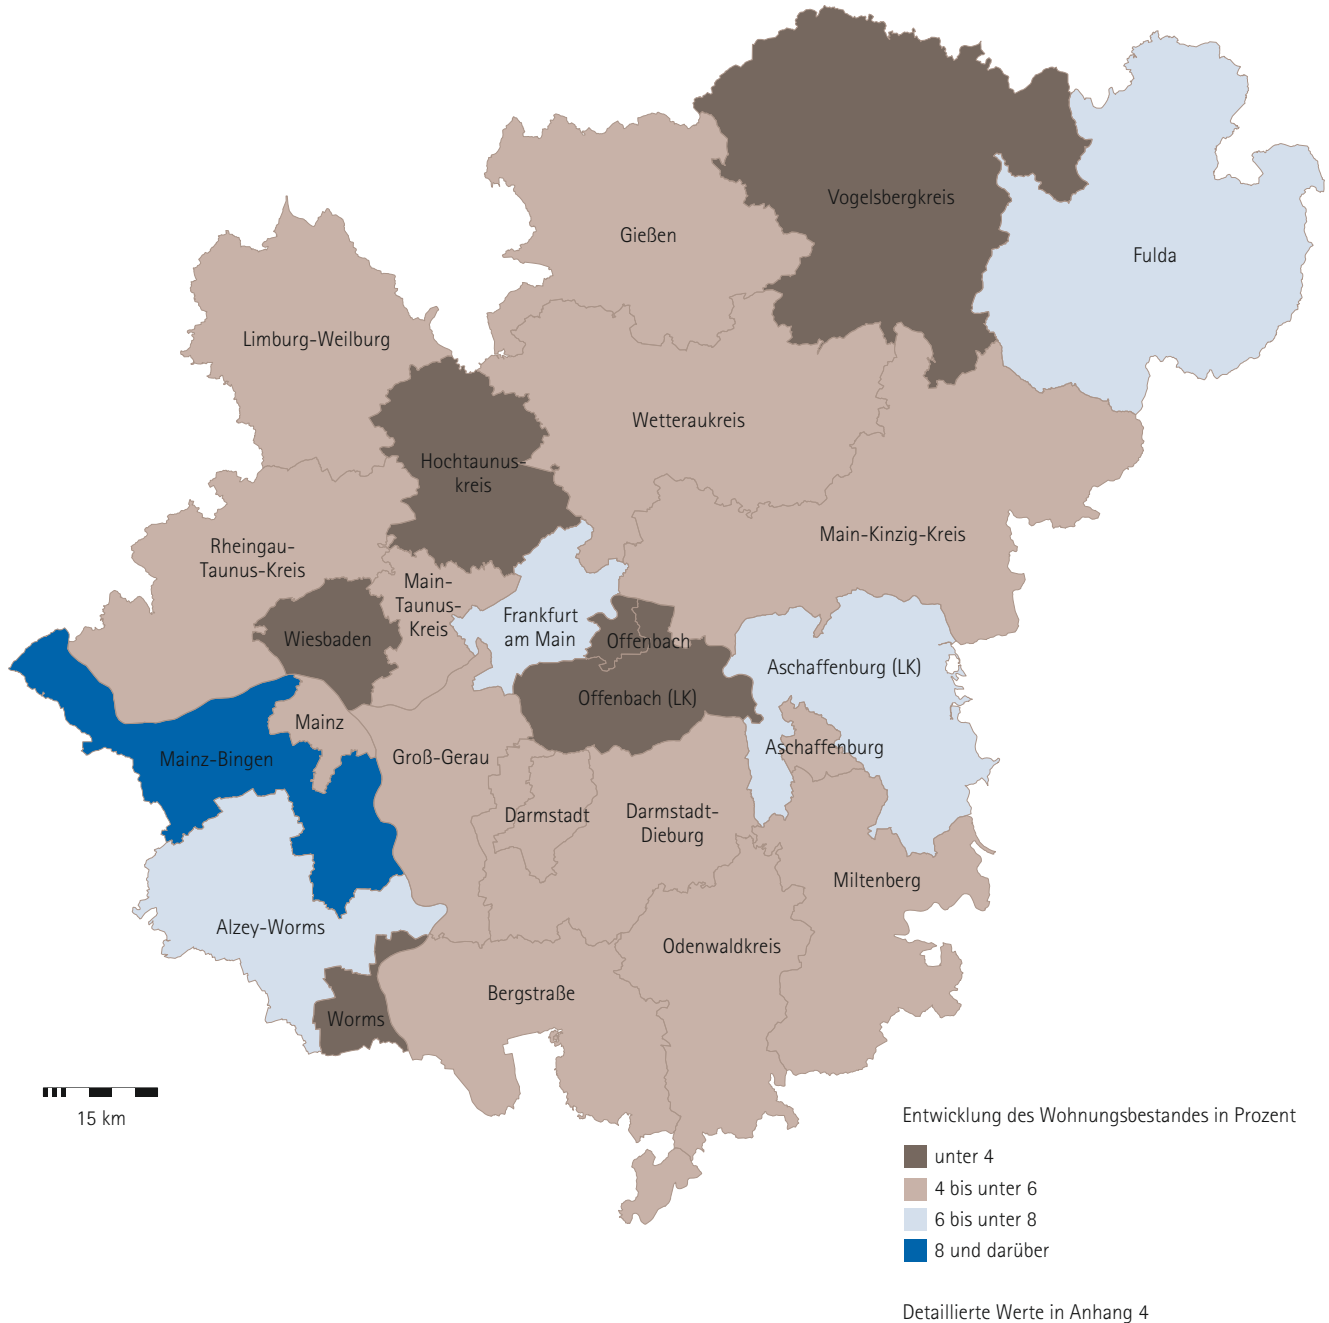 Vogelsbergkreis
Gießen
Fulda
Limburg-Weilburg
Wetteraukreis
Hochtaunus-
kreis
Main-Kinzig-Kreis
Rheingau-
Taunus-Kreis
Main-
Taunus-
Kreis
Frankfurt
am Main
Wiesbaden
Offenbach
Aschaffenburg (LK)
Offenbach (LK)
Mainz
Aschaffenburg
Groß-Gerau
Mainz-Bingen
Darmstadt
Darmstadt-
Dieburg
Miltenberg
Alzey-Worms
Odenwaldkreis
Bergstraße
Worms
15 km
Entwicklung des Wohnungsbestandes in Prozent
unter 4
4 bis unter 6
6 bis unter 8
8 und darüber
Detaillierte Werte in Anhang 4